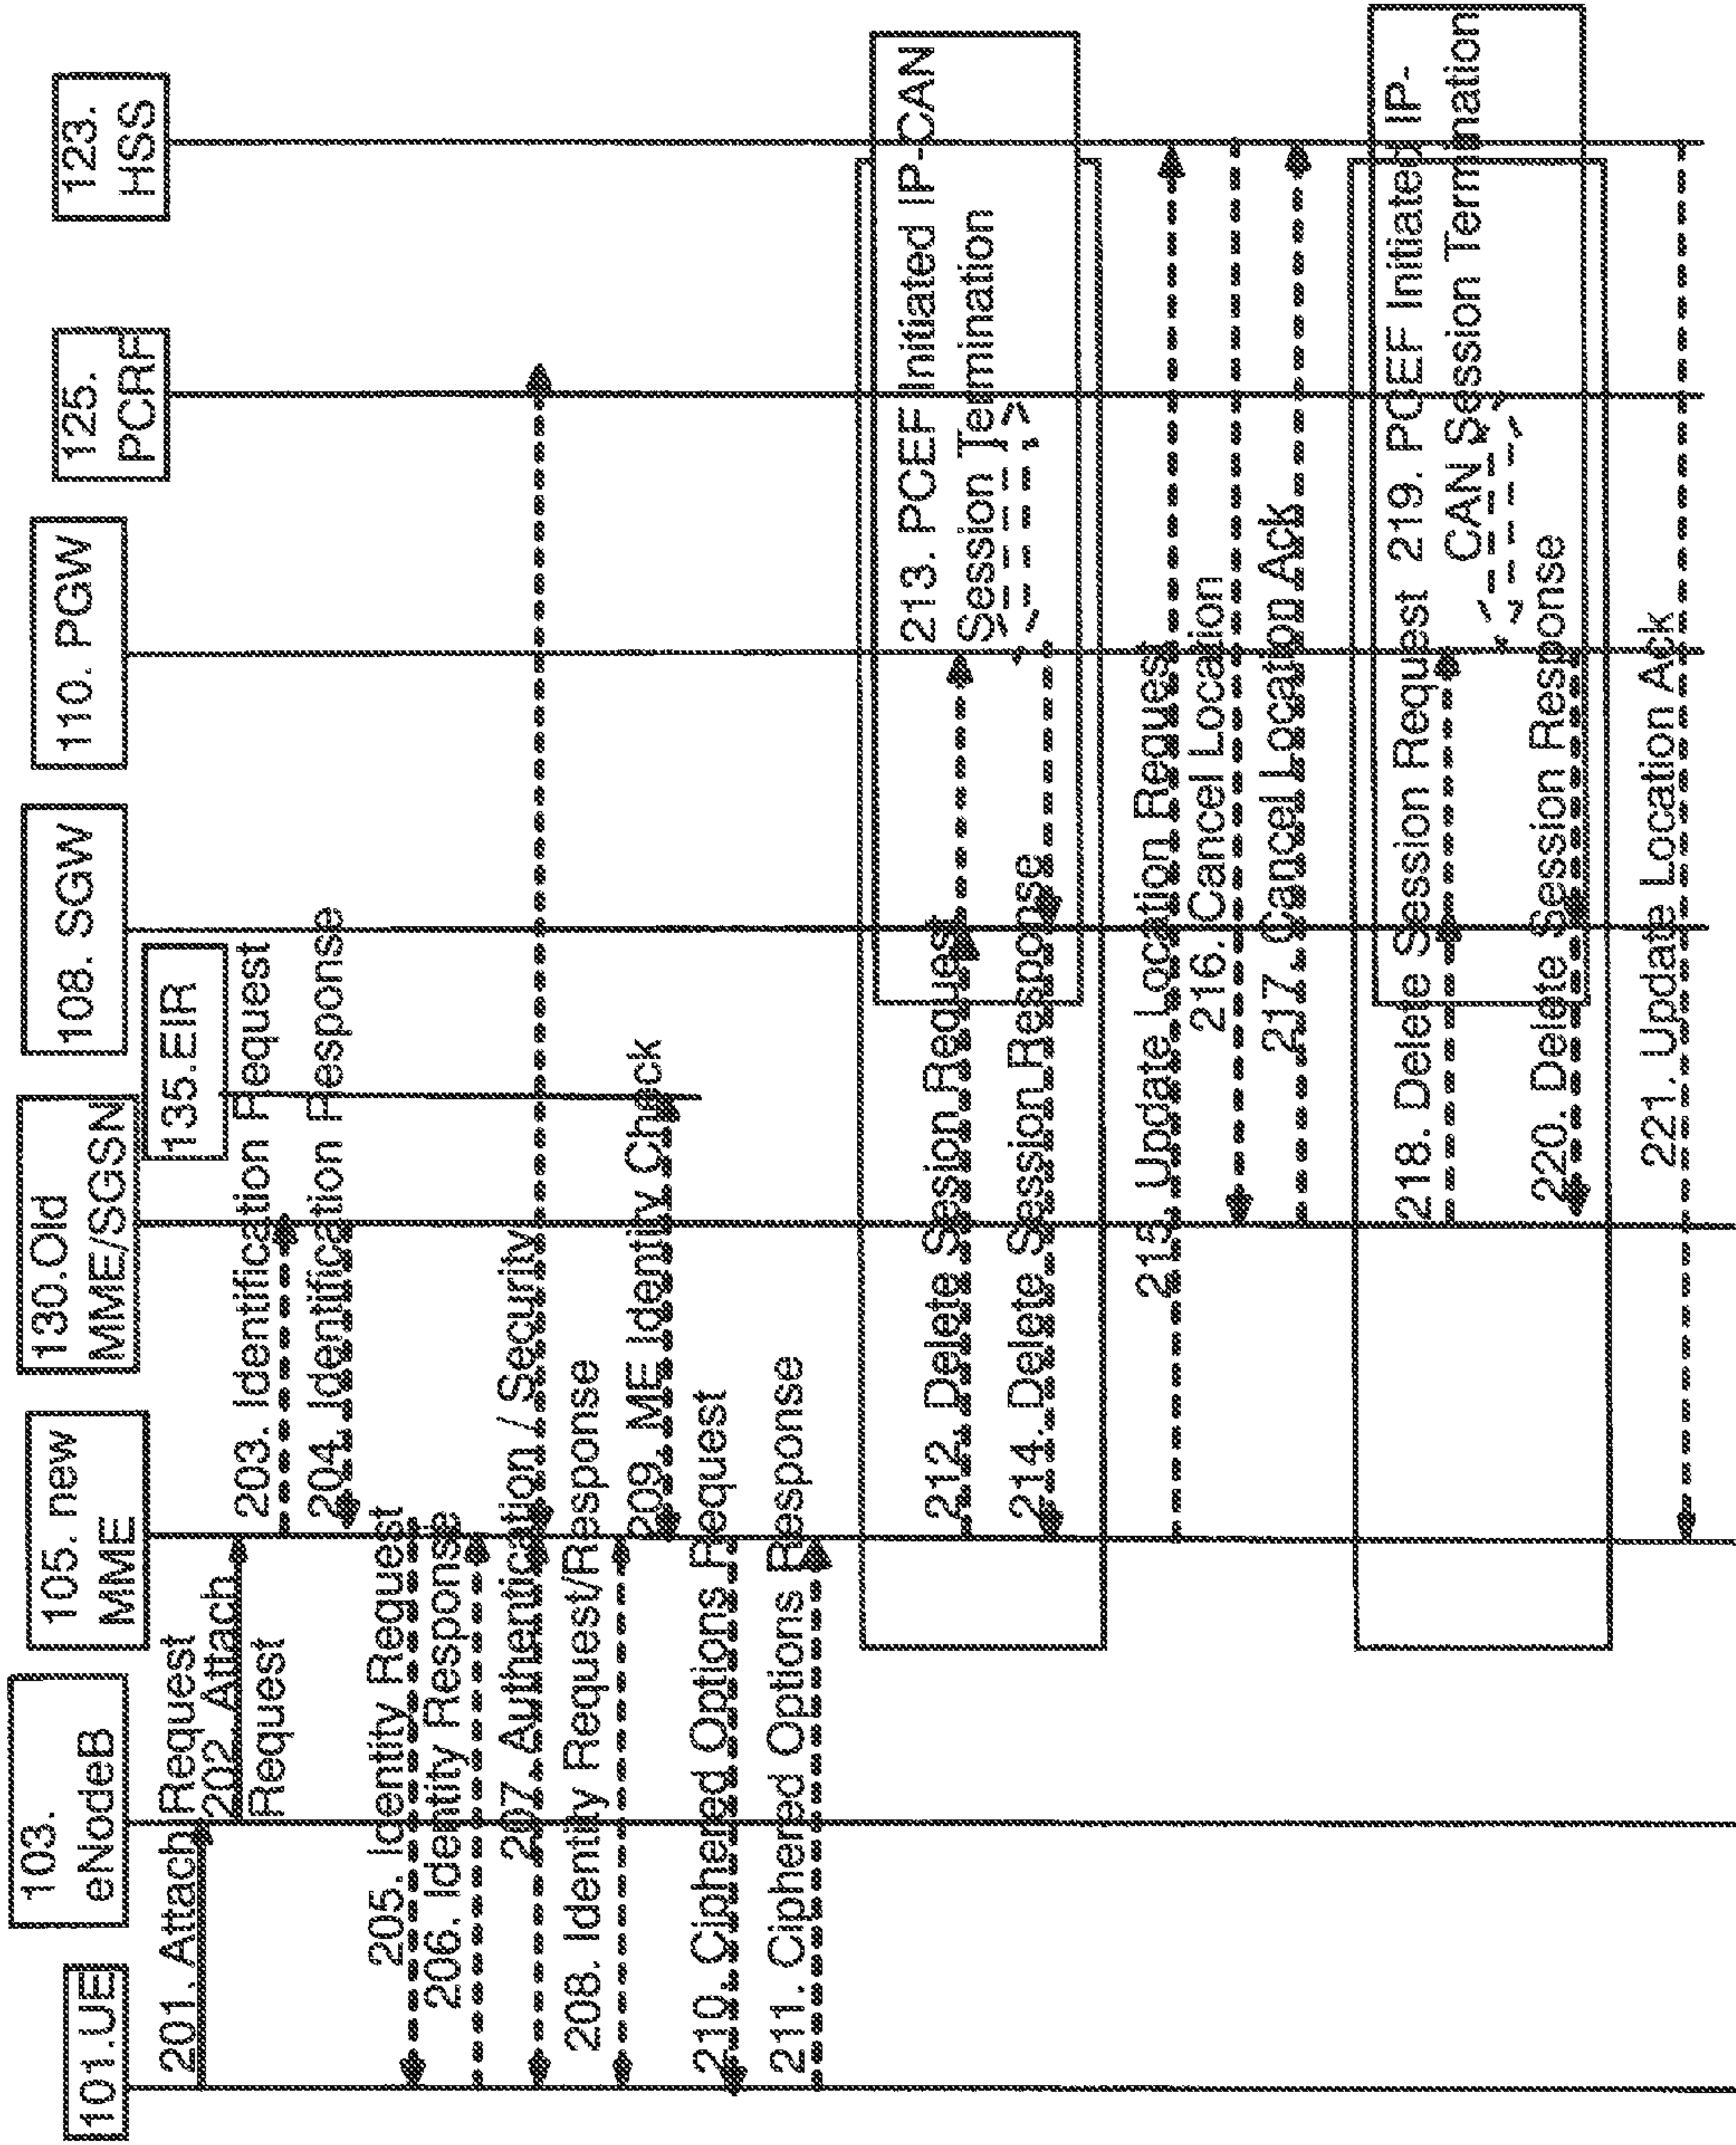 101.UE
103.
eNodeB
105. new
MME
130.Old
MME/SGSN
135.EIR
108. SGW
110. PGW
125.
PCRF
123.
HSS
201. Attach Request
202. Attach
Request
203. Identification Request
204. Identification Response
205. Identity Request
206. Identity Response
207. Authentication / Security
208. Identity Request/Response
209. ME Identity Check
210. Ciphered Options Request
211. Ciphered Options Response
212. Delete Session Request
213. PCEF Initiated IP-CAN
Session Termination
214. Delete Session Response
215. Update Location Request
216. Cancel Location
217. Cancel Location Ack
218. Delete Session Request
219. PCEF Initiated IP-
CAN Session Termination
220. Delete Session Response
221. Update Location Ack